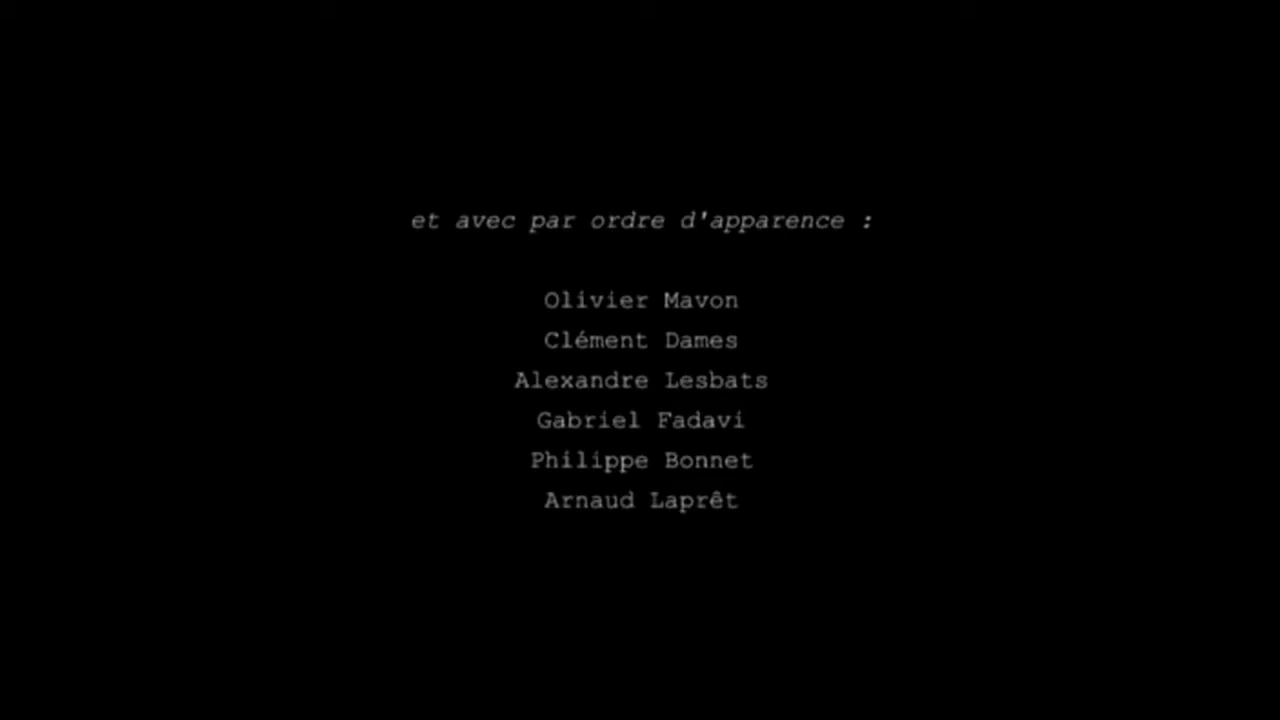 et avec par ordre d'apparence :
Olivier Mavon
Clément Dames
Alexandre Lesbats
Gabriel Fadavi
Philippe Bonnet
Arnaud Laprêt